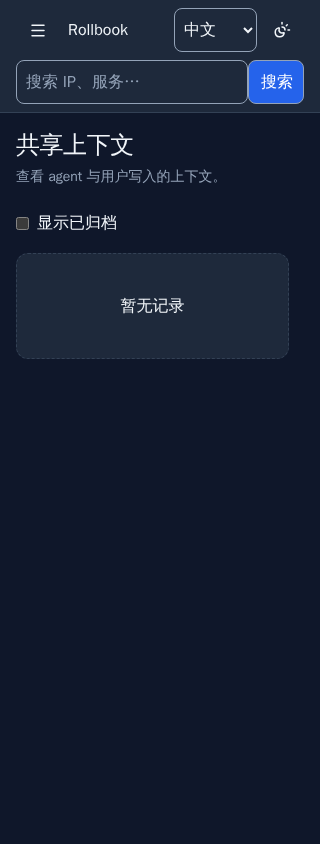 Rollbook
中文
搜索 IP、服务…
搜索
共享上下文
查看 agent 与用户写入的上下文。
显示已归档
暂无记录